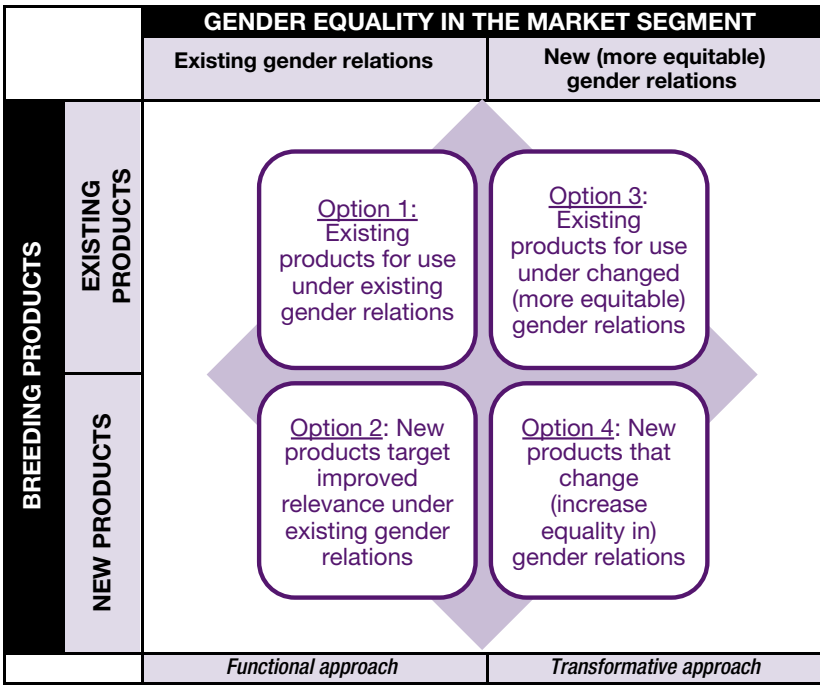 GENDER EQUALITY IN THE MARKET SEGMENT
Existing gender relations
New (more equitable)
gender relations
BREEDING PRODUCTS
EXISTING
PRODUCTS
Option 1:
Existing
products for use
under existing
gender relations
Option 3:
Existing
products for use
under changed
(more equitable)
gender relations
NEW PRODUCTS
Option 2: New
products target
improved
relevance under
existing gender
relations
Option 4: New
products that
change
(increase
equality in)
gender relations
Functional approach
Transformative approach